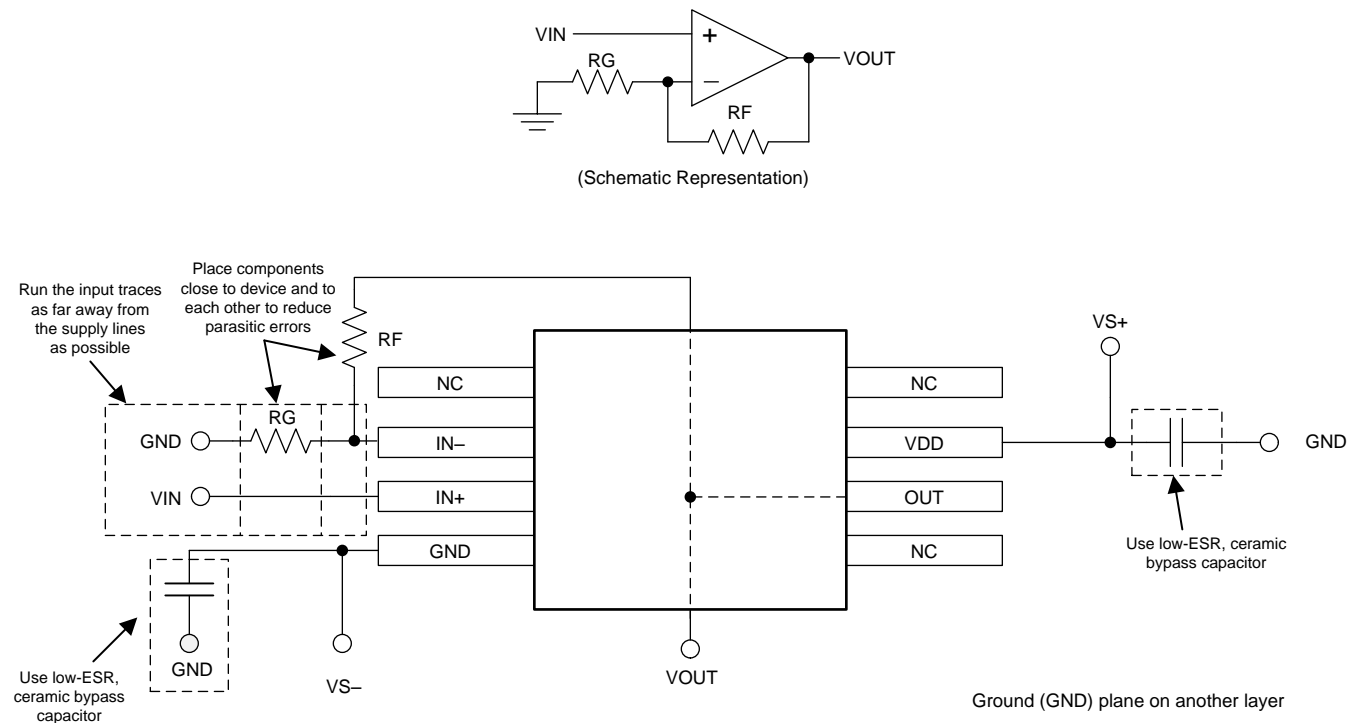 VIN
+
RG
−
VOUT
RF
(Schematic Representation)
Run the input traces
as far away from
the supply lines
as possible
Place components
close to device and to
each other to reduce
parasitic errors
RF
VS+
NC
NC
RG
GND
IN–
VDD
GND
VIN
IN+
OUT
GND
NC
Use low-ESR, ceramic
bypass capacitor
GND
Use low-ESR,
ceramic bypass
capacitor
VS–
VOUT
Ground (GND) plane on another layer